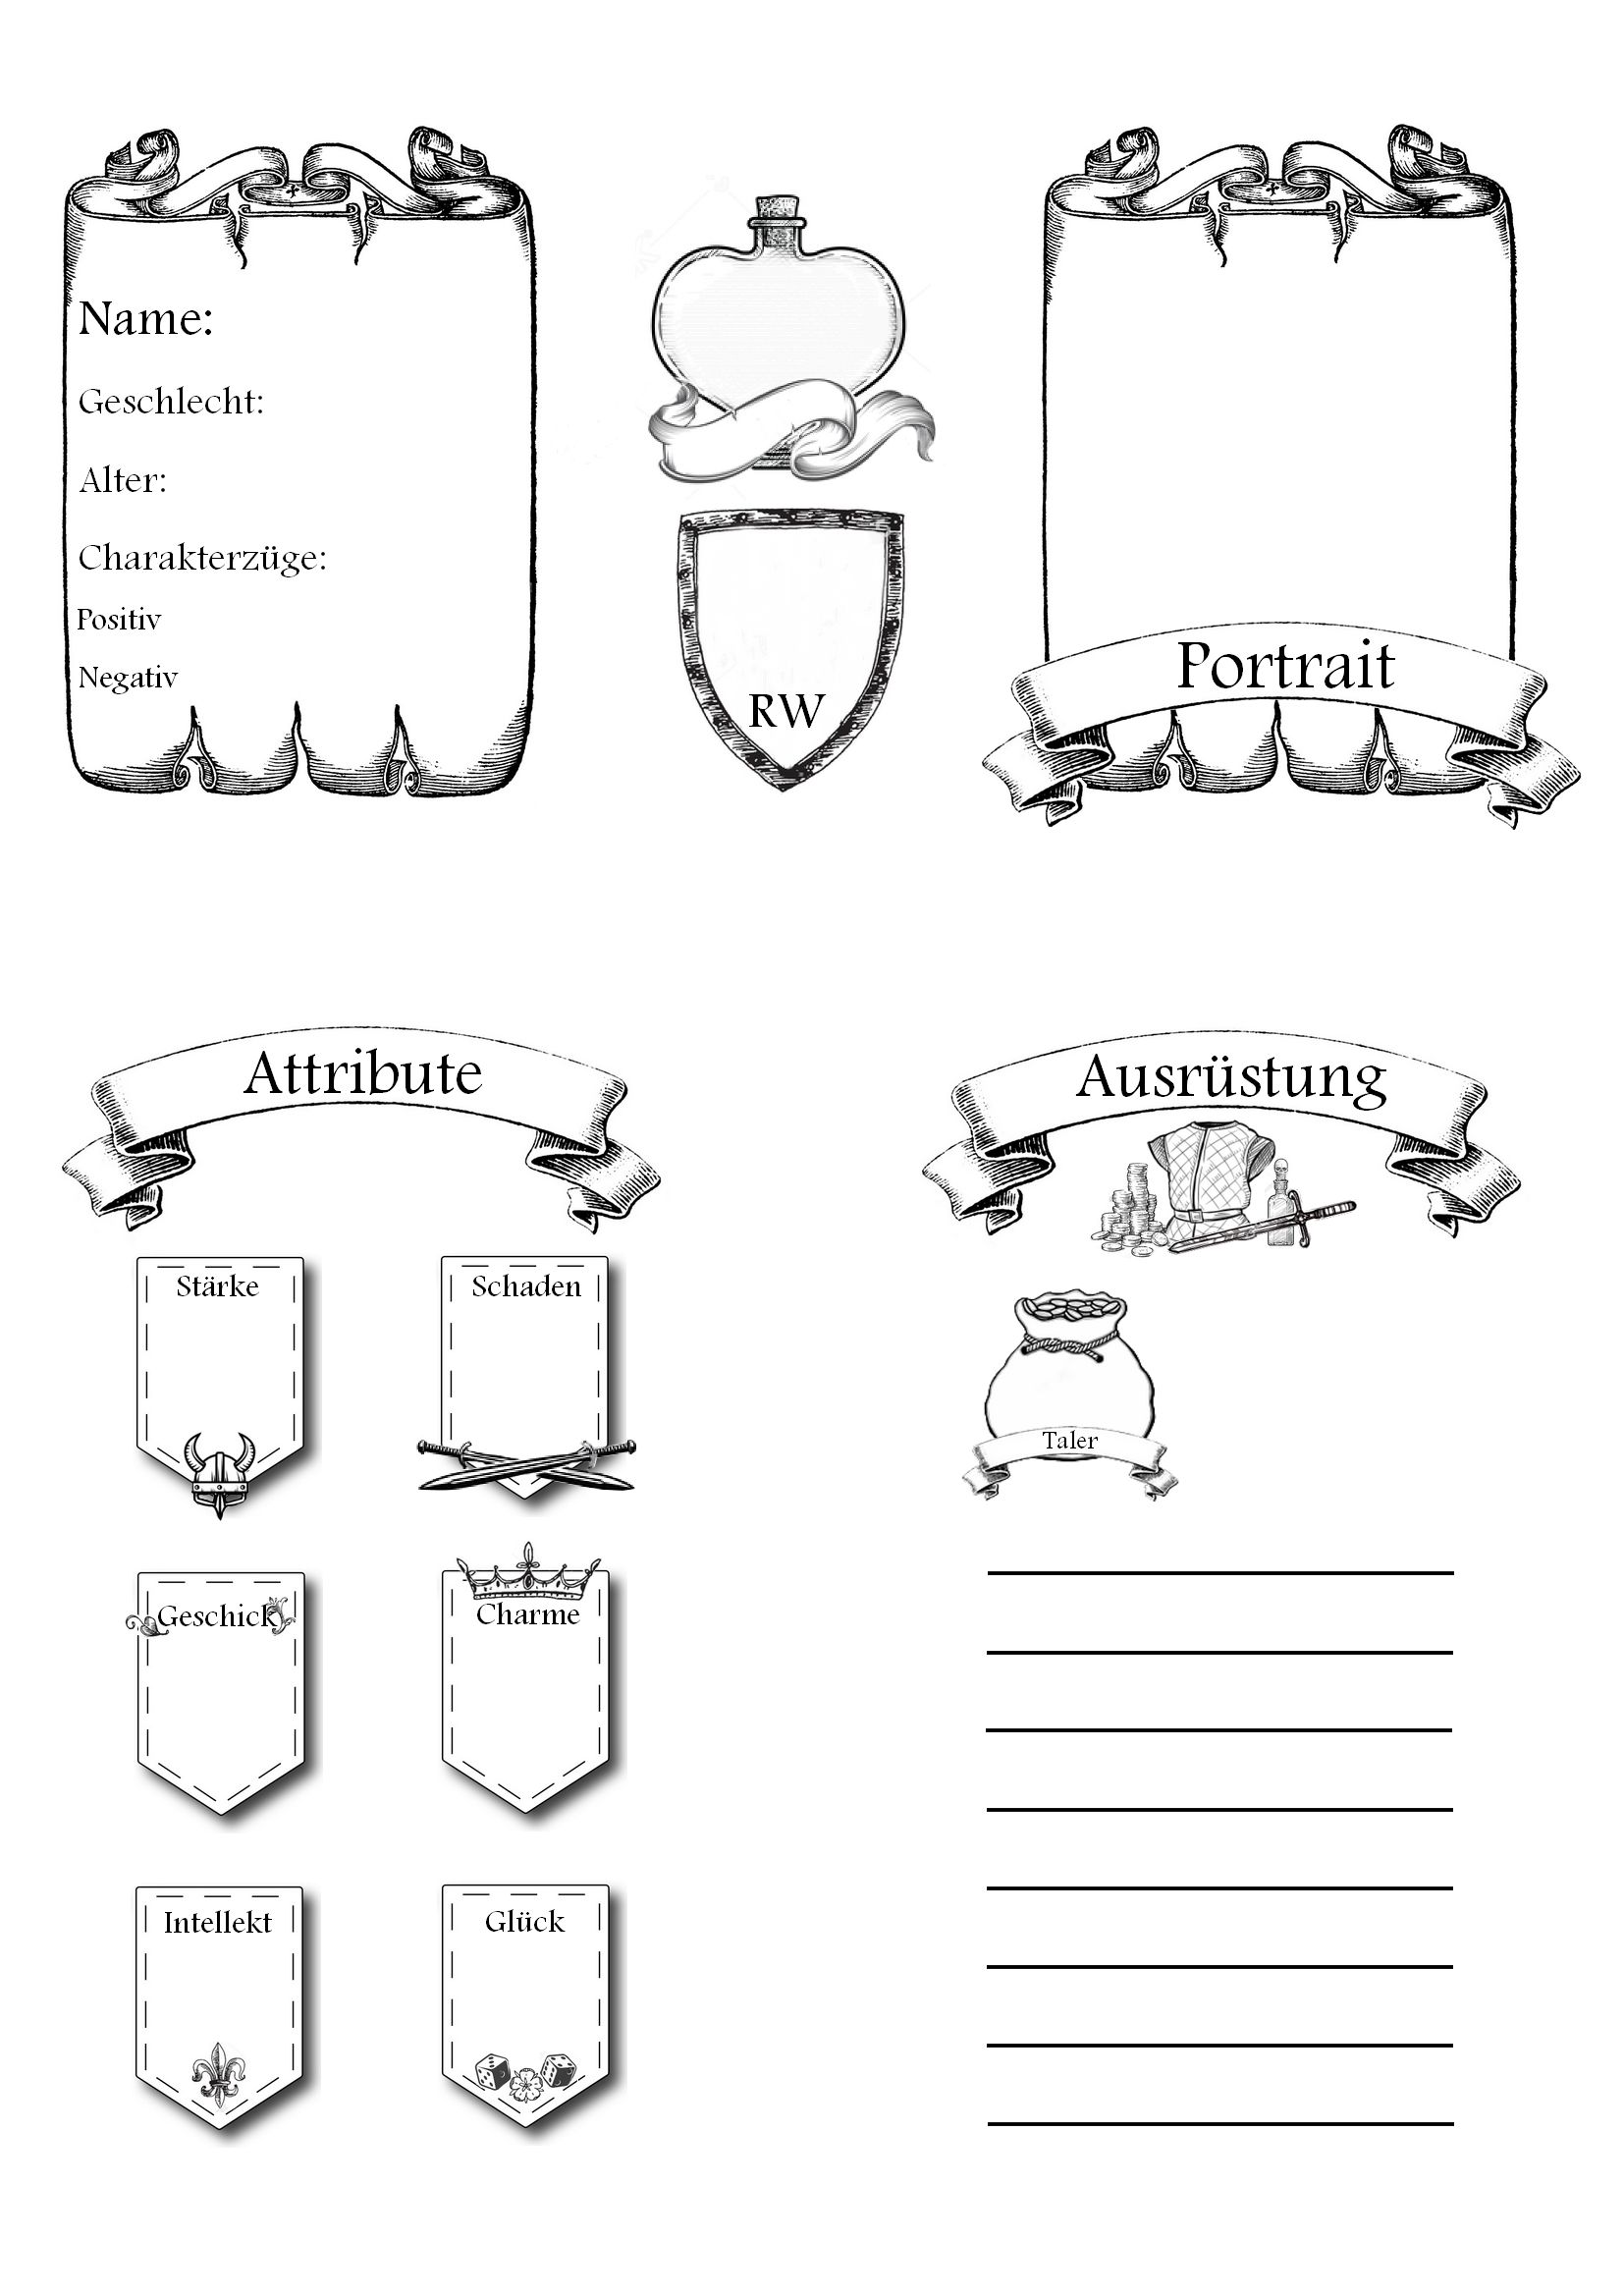 Name:
Geschlecht:
Alter:
Charakterzüge:
Positiv
Negativ
RW
Portrait
Attribute
Stärke
Schaden
Geschick
Charme
Intellekt
Glück
Ausrüstung
Taler